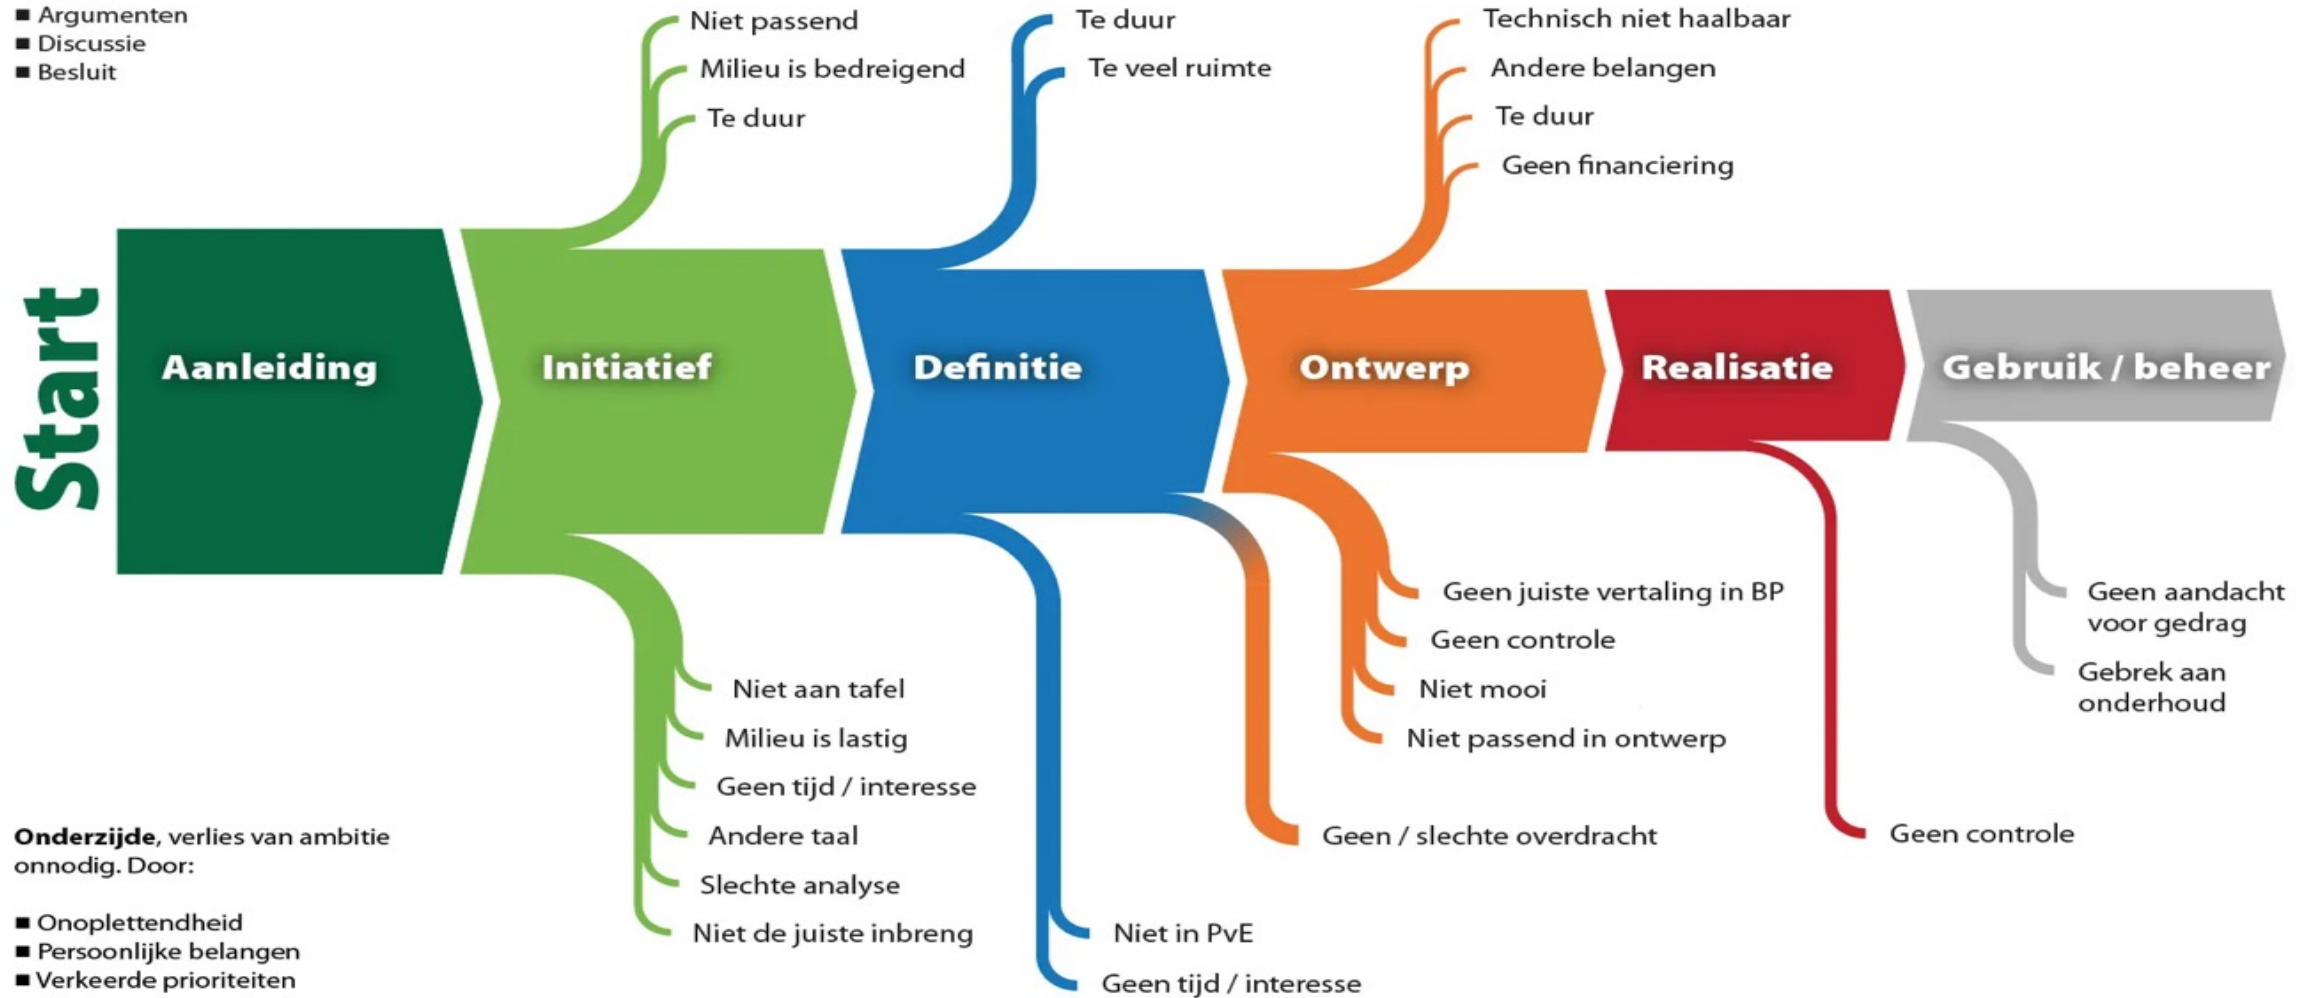 Argumenten
Discussie
Besluit
Niet passend
Milieu is bedreigend
Te duur
Te duur
Te veel ruimte
Technisch niet haalbaar
Andere belangen
Te duur
Geen financiering
Start
Aanleiding
Initiatief
Definitie
Ontwerp
Realisatie
Gebruik / beheer
Niet aan tafel
Milieu is lastig
Geen tijd / interesse
Andere taal
Slechte analyse
Niet de juiste inbreng
Niet in PvE
Geen tijd / interesse
Geen / slechte overdracht
Geen juiste vertaling in BP
Geen controle
Niet mooi
Niet passend in ontwerp
Geen controle
Geen aandacht
voor gedrag
Gebrek aan
onderhoud
Onderzijde, verlies van ambitie
onnodig. Door:
Onoplettendheid
Persoonlijke belangen
Verkeerde prioriteiten